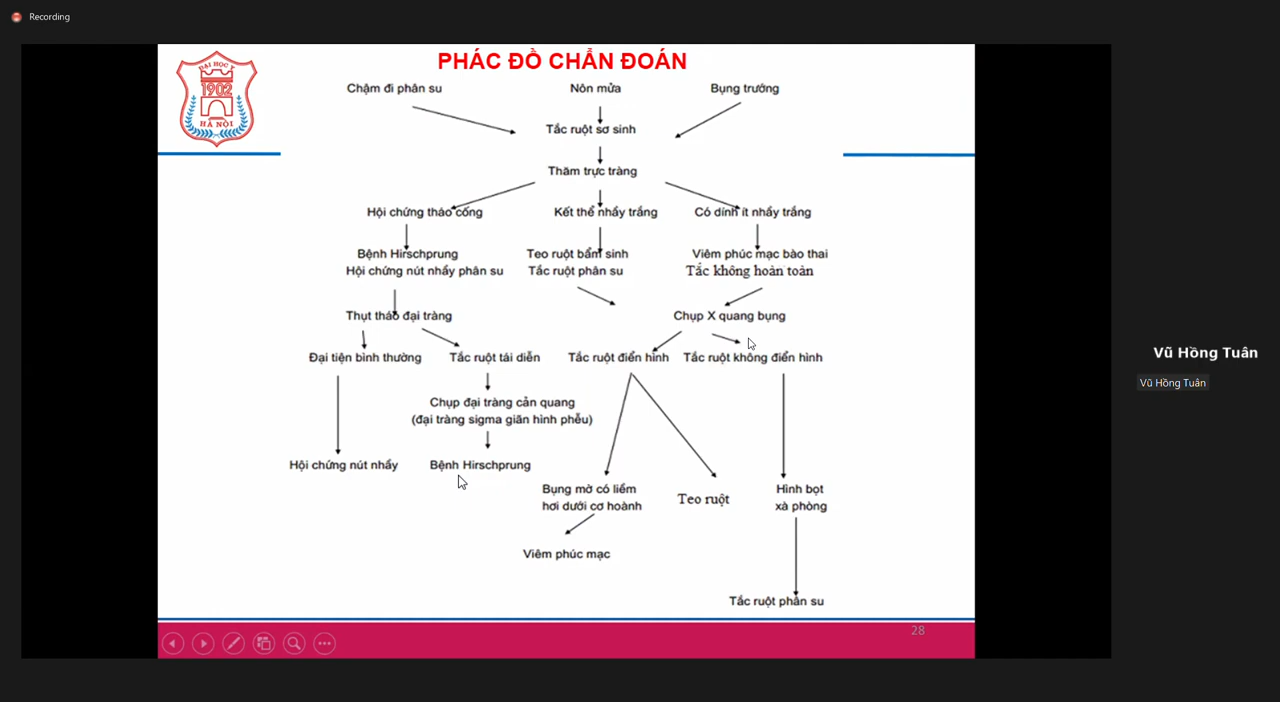 Recording
PHÁC ĐỒ CHẨN ĐOÁN
ĐẠI HỌC Y
1902
HÀ NỘI
Chậm đi phân su
Nôn mửa
Bụng trướng
Tắc ruột sơ sinh
Thăm trực tràng
Hội chứng tháo cống
Kết thể nhầy trắng
Có dính ít nhầy trắng
Bệnh Hirschprung
Hội chứng nút nhầy phân su
Teo ruột bẩm sinh
Tắc ruột phân su
Viêm phúc mạc bào thai
Tắc không hoàn toàn
Thụt tháo đại tràng
Chụp X quang bụng
Đại tiện bình thường
Tắc ruột tái diễn
Tắc ruột điển hình
Tắc ruột không điển hình
Vũ Hồng Tuân
Vũ Hồng Tuân
Chụp đại tràng cản quang
(đại tràng sigma giãn hình phễu)
Hội chứng nút nhầy
Bệnh Hirschprung
Bụng mờ có liềm
hơi dưới cơ hoành
Teo ruột
Hình bọt
xà phòng
Viêm phúc mạc
Tắc ruột phân su
28